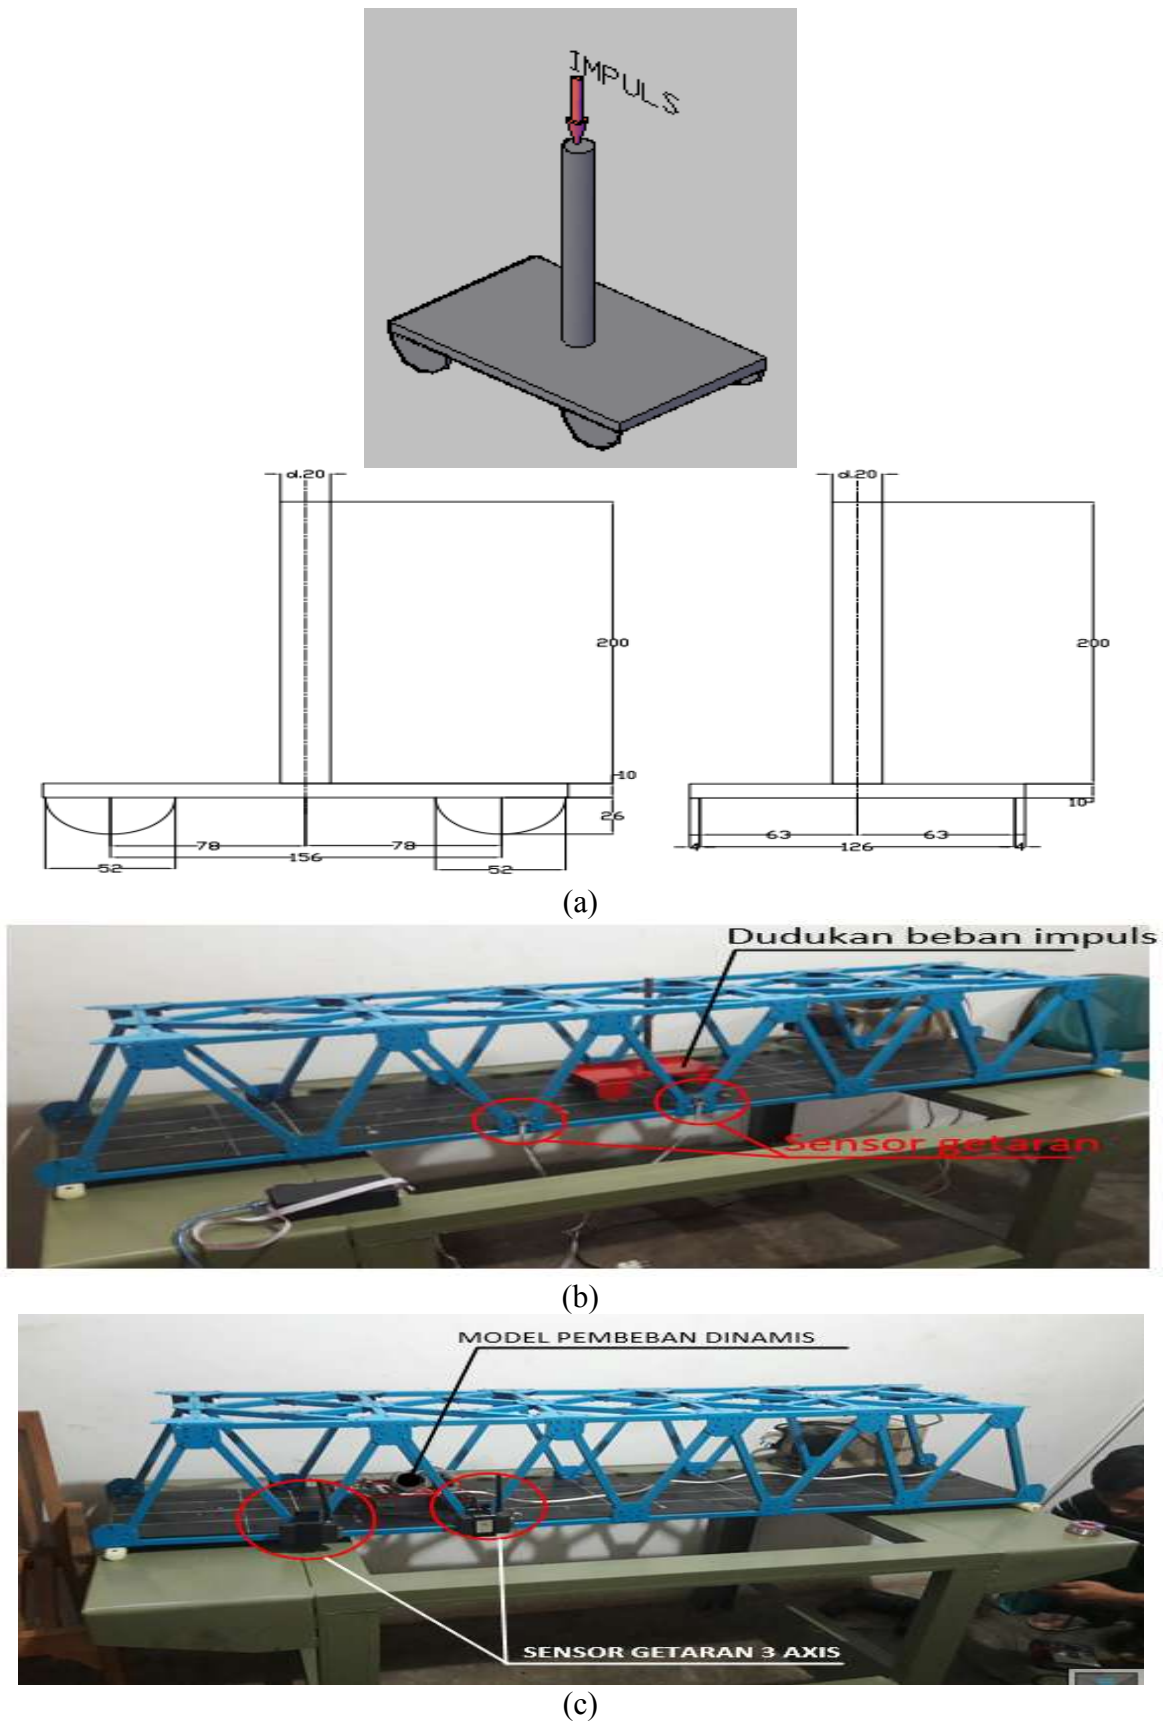 IMPULS
d.20
d.20
200
200
10
26
10
78
78
156
52
52
63
63
4
126
4
(a)
Dudukan beban impuls
Sensor getaran
(b)
MODEL PEMBEBAN DINAMIS
SENSOR GETARAN 3 AXIS
(c)